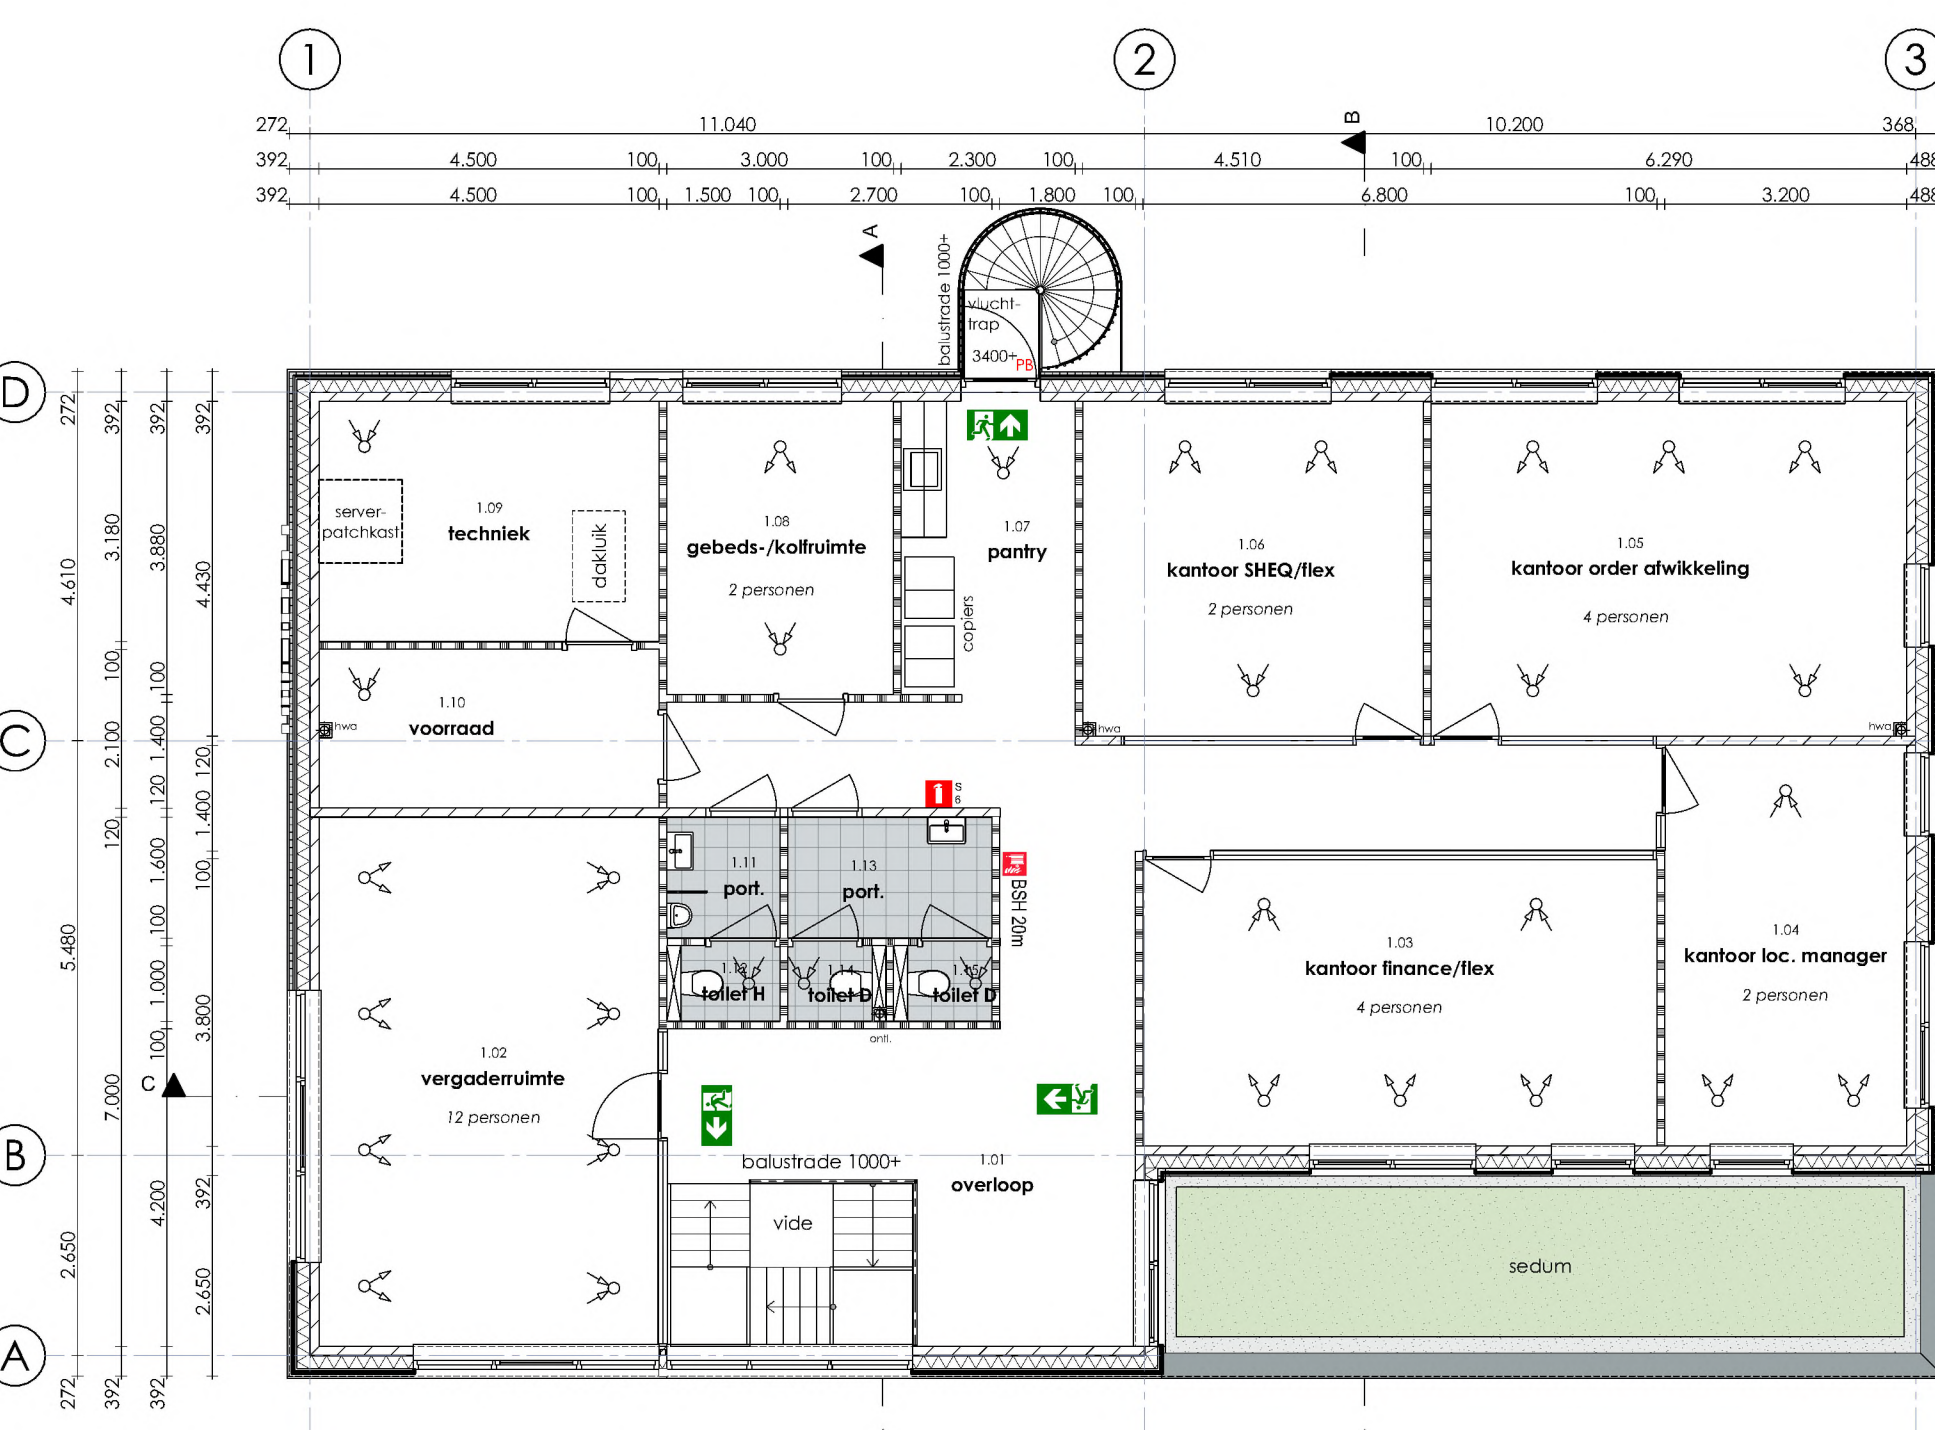 1
2
3
272 11.040 10.200 368
B
392 4.500 100 3.000 100 2.300 100 4.510 100 6.290 488
392 4.500 100 1.500 100 2.700 100 1.800 100 6.800 100 3.200 488
A
balustrade 1000+
vlucht-
trap
3400+
PB
D
C
B
A
272 4.610 5.480 2.650 272
392 3.180 100 2.100 120 7.000 392
392 3.880 100 1.400 120 1.600 100 1.000 100 4.200 392
392 4.430 120 1.400 100 3.800 392 2.650
C
server-
patchkast
1.09
techniek
dakluik
1.08
gebeds-/kolfruimte
2 personen
1.07
pantry
copiers
1.06
kantoor SHEQ/flex
2 personen
1.05
kantoor order afwikkeling
4 personen
1.10
voorraad
hwa
hwa
hwa
S
6
1.11
port.
1.13
port.
BSH 20m
1.12
toilet H
1.14
toilet D
1.15
toilet D
ontl.
1.03
kantoor finance/flex
4 personen
1.04
kantoor loc. manager
2 personen
1.02
vergaderruimte
12 personen
balustrade 1000+
1.01
overloop
vide
sedum